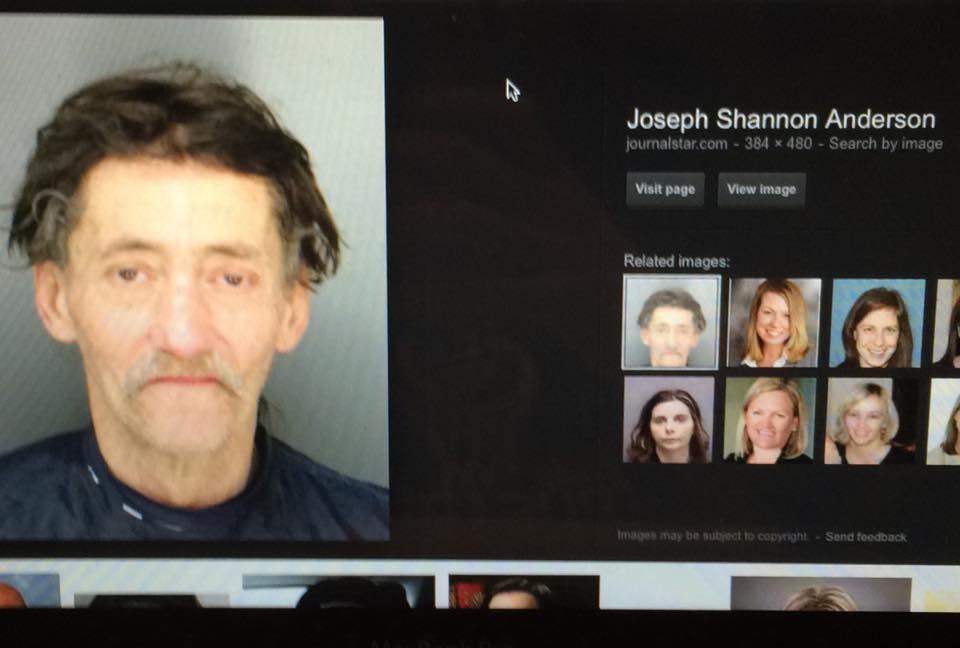 Joseph Shannon Anderson
journalstar.com - 384 × 480 - Search by image
Visit page
View image
Related images:
Images may be subject to copyright. - Send feedback